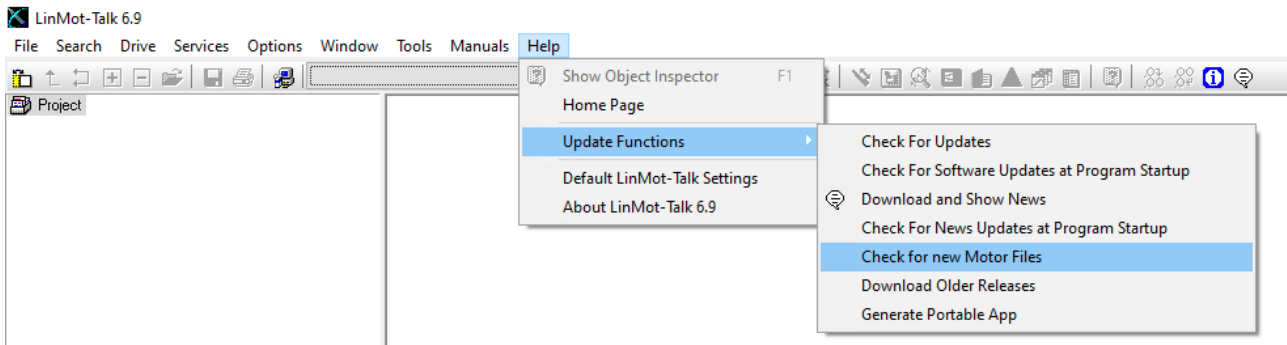 LinMot-Talk 6.9
File Search Drive Services Options Window Tools Manuals Help
Project
Show Object Inspector F1
Home Page
Update Functions
Default LinMot-Talk Settings
About LinMot-Talk 6.9
Check For Updates
Check For Software Updates at Program Startup
Download and Show News
Check For News Updates at Program Startup
Check for new Motor Files
Download Older Releases
Generate Portable App